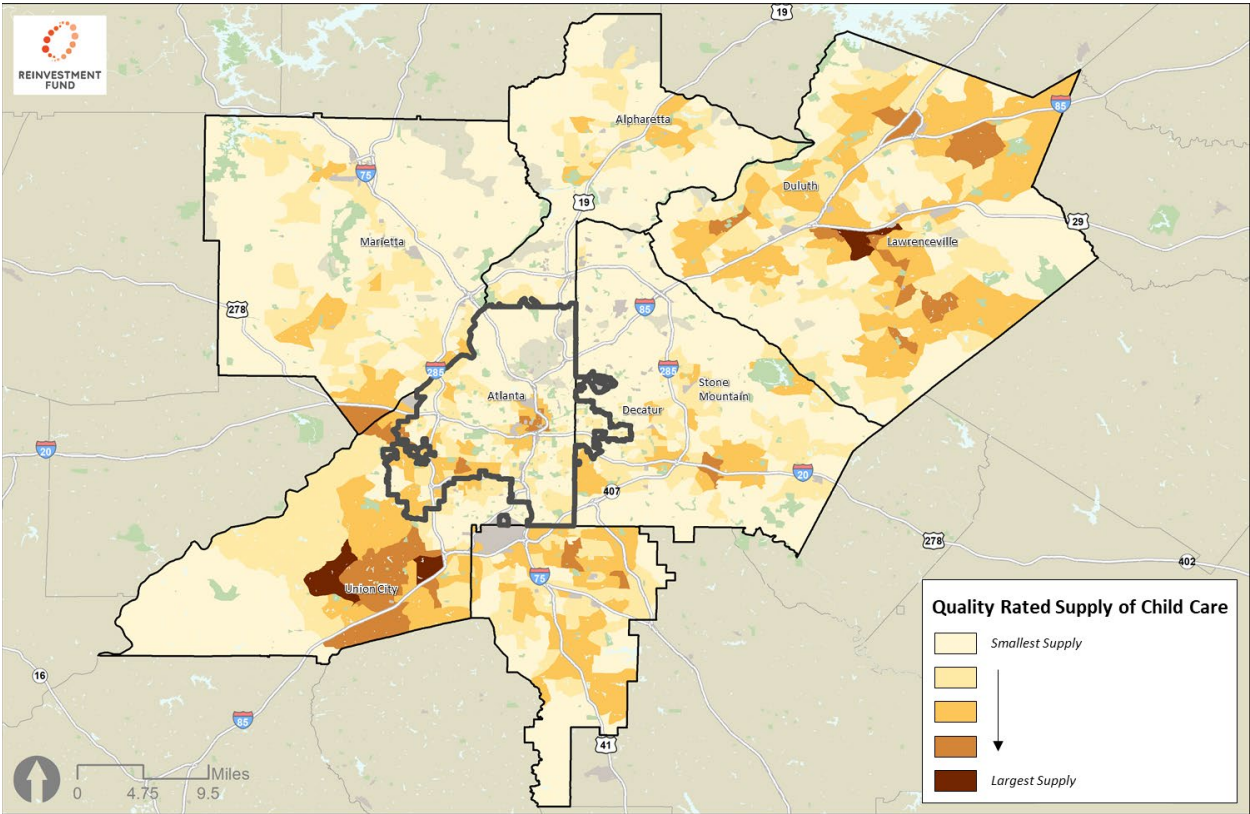 REINVESTMENT
FUND
19
Alpharetta
85
75
Duluth
19
29
Marietta
Lawrenceville
278
85
285
285
Atlanta
Stone
Mountain
Decatur
20
20
407
278
402
75
Union City
16
85
41
Quality Rated Supply of Child Care
Smallest Supply
Largest Supply
Miles
0 4.75 9.5